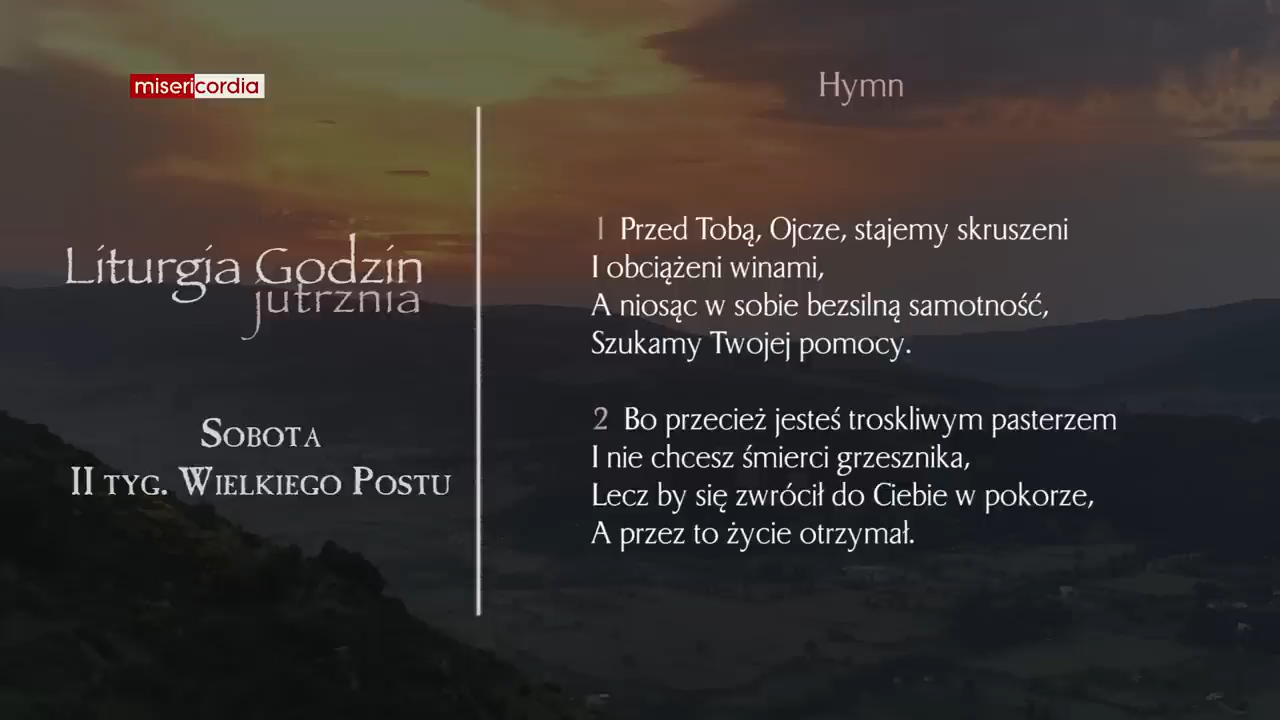 misericordia
Liturgia Godzin
jutrznia
Sobota
II tyg. Wielkiego Postu
Hymn
1 Przed Tobą, Ojcze, stajemy skruszeni
I obciążeni winami,
A niosąc w sobie bezsilną samotność,
Szukamy Twojej pomocy.
2 Bo przecież jesteś troskliwym pasterzem
I nie chcesz śmierci grzesznika,
Lecz by się zwrócił do Ciebie w pokorze,
A przez to życie otrzymał.